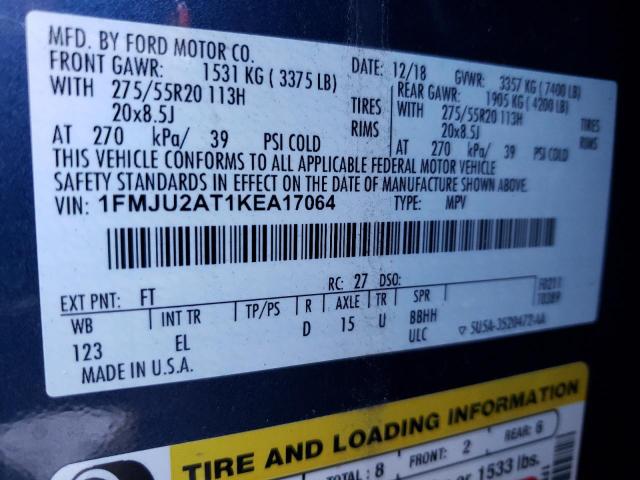 MFD. BY FORD MOTOR CO.
DATE: 12/18 GVWR: 3357 KG ( 7400 LB)
FRONT GAWR: 1531 KG ( 3375 LB)
REAR GAWR: 1905 KG ( 4200 LB)
WITH 275/55R20 113H TIRES
WITH 275/55R20 113H TIRES
20x8.5J RIMS
20x8.5J RIMS
AT 270 kPa/ 39 PSI COLD
AT 270 kPa/ 39 PSI COLD
THIS VEHICLE CONFORMS TO ALL APPLICABLE FEDERAL MOTOR VEHICLE
SAFETY STANDARDS IN EFFECT ON THE DATE OF MANUFACTURE SHOWN ABOVE.
VIN: 1FMJU2AT1KEA17064 TYPE: MPV
EXT PNT: FT RC: 27 DSO:
WB INT TR TP/PS R AXLE TR SPR
123 EL D 15 U BBHH
ULC
MADE IN U.S.A.
TIRE AND LOADING INFORMATION
TOTAL : 8 FRONT: 2 REAR: 6
or 1533 lbs.